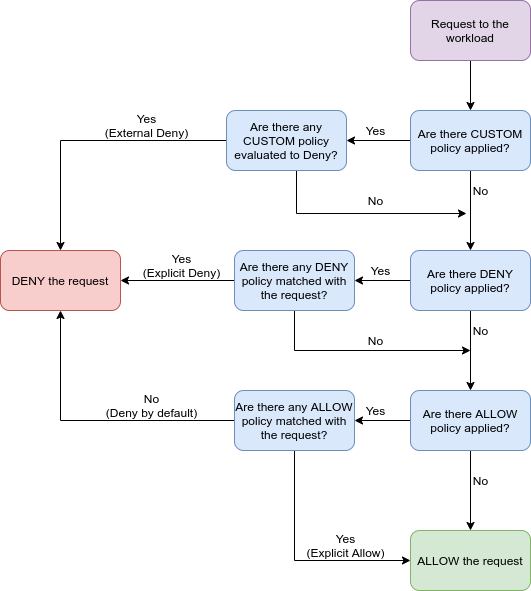 Request to the
workload
Yes
(External Deny)
Are there any
CUSTOM policy
evaluated to Deny?
Yes
Are there CUSTOM
policy applied?
No
No
DENY the request
Yes
(Explicit Deny)
Are there any DENY
policy matched with
the request?
Yes
Are there DENY
policy applied?
No
No
No
(Deny by default)
Are there any ALLOW
policy matched with
the request?
Yes
Are there ALLOW
policy applied?
No
Yes
(Explicit Allow)
ALLOW the request